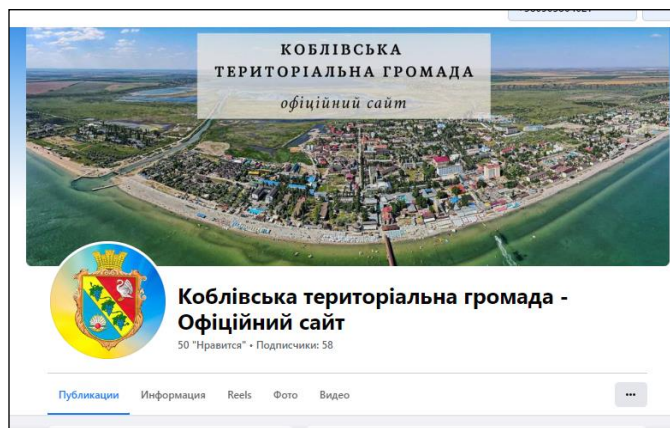 КОБЛІВСЬКА
ТЕРИТОРІАЛЬНА ГРОМАДА
офіційний сайт
Коблівська територіальна громада -
Офіційний сайт
50 "Нравится" • Подписчики: 58
Публикации Информация Reels Фото Видео